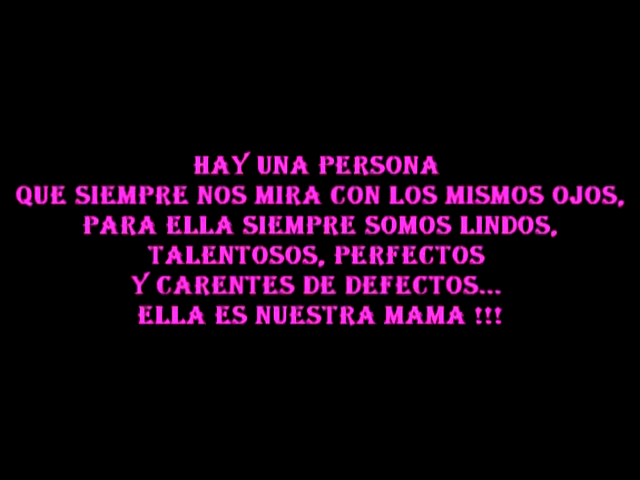 HAY UNA PERSONA
QUE SIEMPRE NOS MIRA CON LOS MISMOS OJOS,
PARA ELLA SIEMPRE SOMOS LINDOS,
TALENTOSOS, PERFECTOS
Y CARENTES DE DEFECTOS...
ELLA ES NUESTRA MAMA !!!